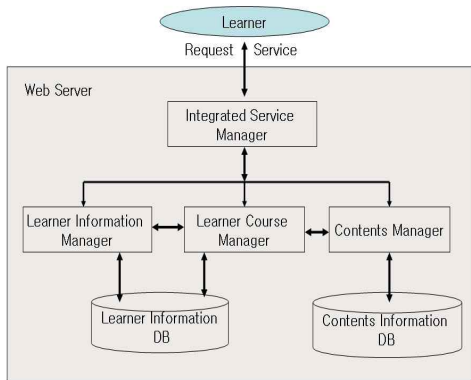 Learner
Request Service
Web Server
Integrated Service
Manager
Learner Information
Manager
Learner Course
Manager
Contents Manager
Learner Information
DB
Contents Information
DB